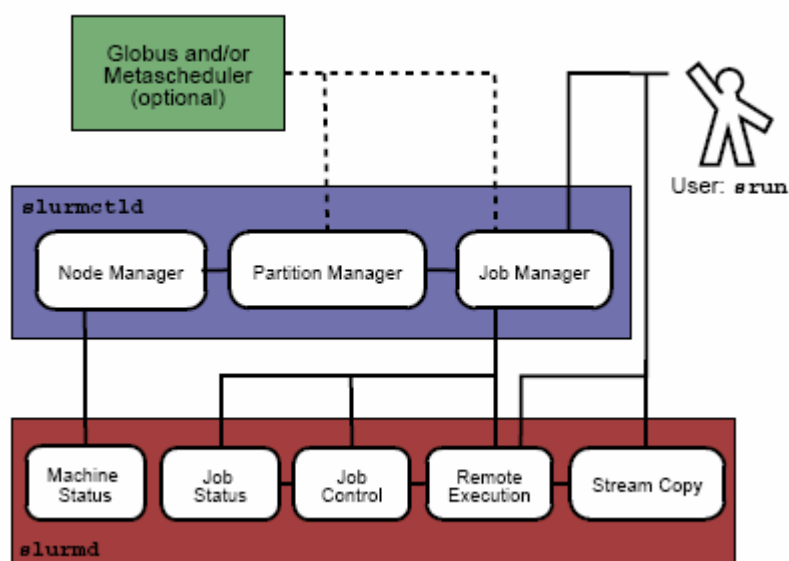 Globus and/or
Metascheduler
(optional)
User: srun
slurmctld
Node Manager
Partition Manager
Job Manager
Machine
Status
Job
Status
Job
Control
Remote
Execution
Stream Copy
slurmd